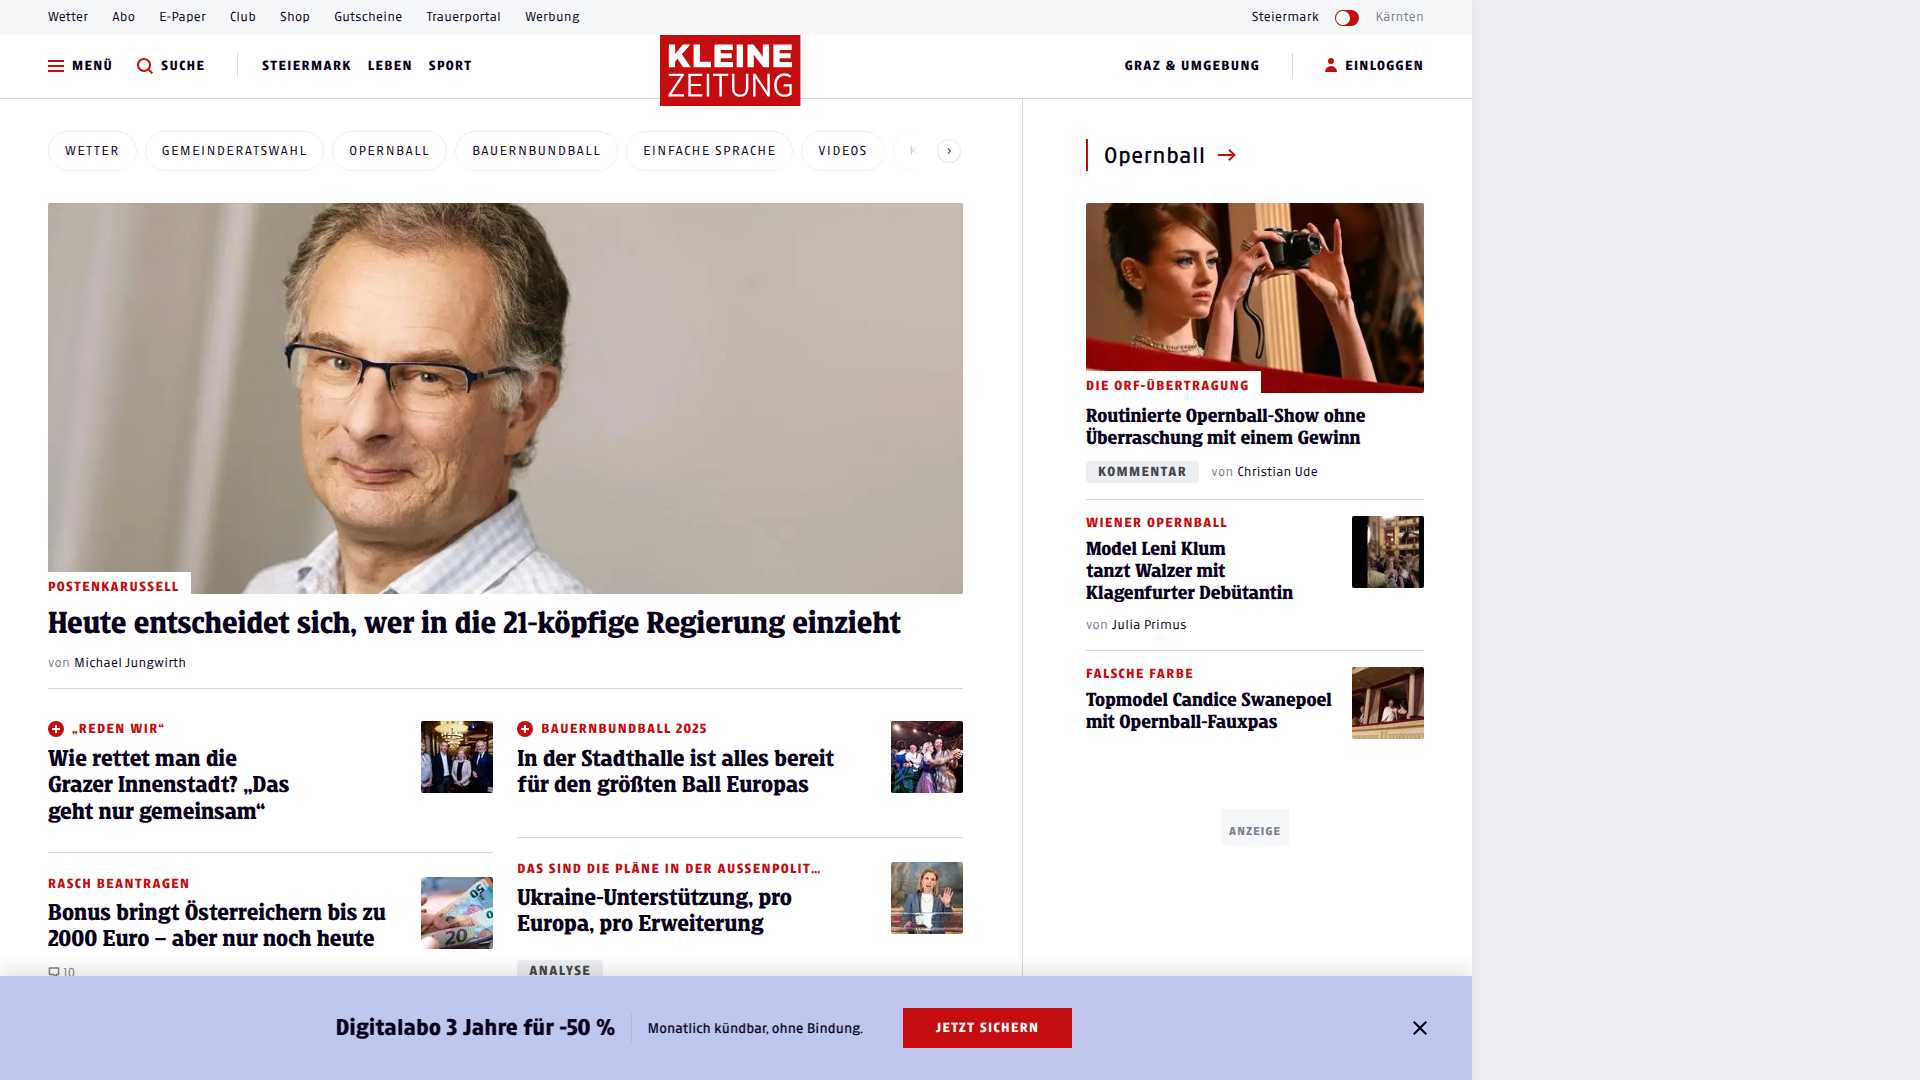 Wetter Abo E-Paper Club Shop Gutscheine Trauerportal Werbung
Steiermark Kärnten
MENÜ SUCHE STEIERMARK LEBEN SPORT
KLEINE
ZEITUNG
GRAZ & UMGEBUNG EINLOGGEN
WETTER GEMEINDERATSWAHL OPERNBALL BAUERNBUNDBALL EINFACHE SPRACHE VIDEOS K
POSTENKARUSSELL
Heute entscheidet sich, wer in die 21-köpfige Regierung einzieht
von Michael Jungwirth
„REDEN WIR“
Wie rettet man die
Grazer Innenstadt? „Das
geht nur gemeinsam“
RASCH BEANTRAGEN
Bonus bringt Österreichern bis zu
2000 Euro – aber nur noch heute
10
BAUERNBUNDBALL 2025
In der Stadthalle ist alles bereit
für den größten Ball Europas
DAS SIND DIE PLÄNE IN DER AUSSENPOLIT…
Ukraine-Unterstützung, pro
Europa, pro Erweiterung
ANALYSE
Opernball
DIE ORF-ÜBERTRAGUNG
Routinierte Opernball-Show ohne
Überraschung mit einem Gewinn
KOMMENTAR von Christian Ude
WIENER OPERNBALL
Model Leni Klum
tanzt Walzer mit
Klagenfurter Debütantin
von Julia Primus
FALSCHE FARBE
Topmodel Candice Swanepoel
mit Opernball-Fauxpas
ANZEIGE
Digitalabo 3 Jahre für -50 % Monatlich kündbar, ohne Bindung. JETZT SICHERN